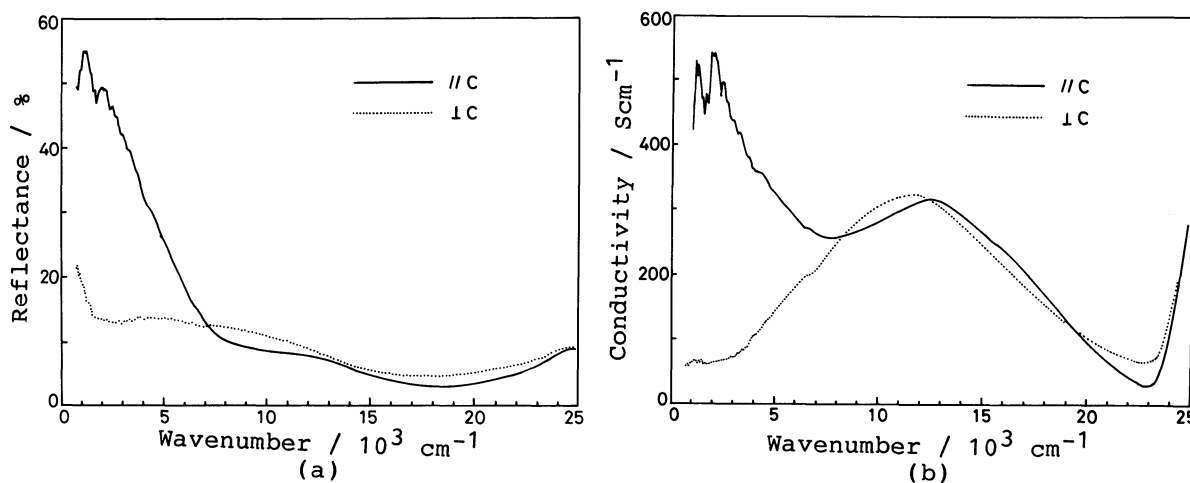 60
40
20
0
Reflectance / %
// C
⊥ C
0 5 10 15 20 25
Wavenumber / 10³ cm⁻¹
(a)
600
400
200
0
Conductivity / Scm⁻¹
// C
⊥ C
0 5 10 15 20 25
Wavenumber / 10³ cm⁻¹
(b)